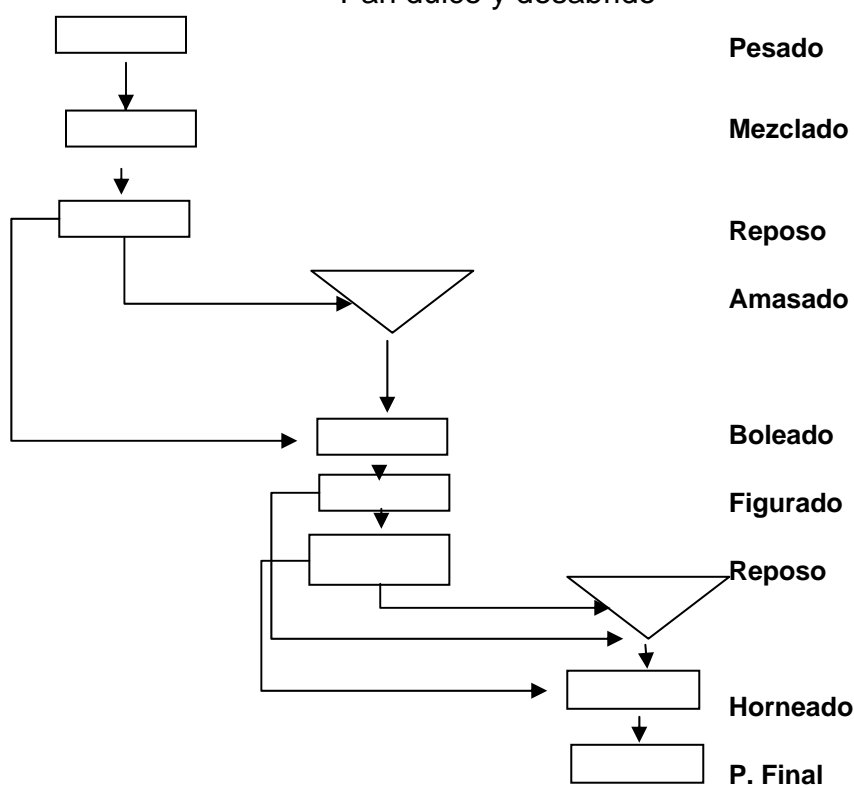 Pan dulce y desabrido
Pesado
Mezclado
Reposo
Amasado
Boleado
Figurado
Reposo
Horneado
P. Final